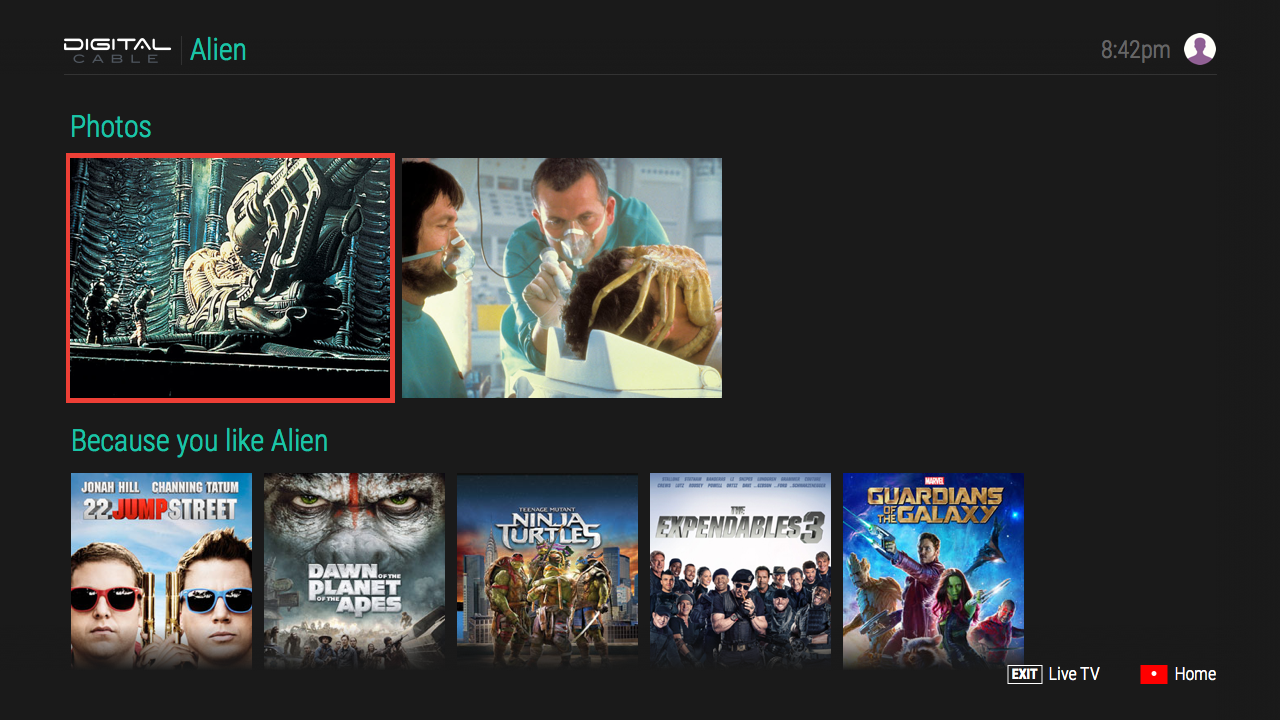 DIGITAL
CABLE
Alien
8:42pm
Photos
Because you like Alien
JONAH HILL CHANNING TATUM
22 JUMP STREET
DAWN OF THE
PLANET
OF THE APES
TEENAGE MUTANT
NINJA
TURTLES
THE
EXPENDABLES 3
MARVEL
GUARDIANS
OF THE GALAXY
EXIT Live TV
Home